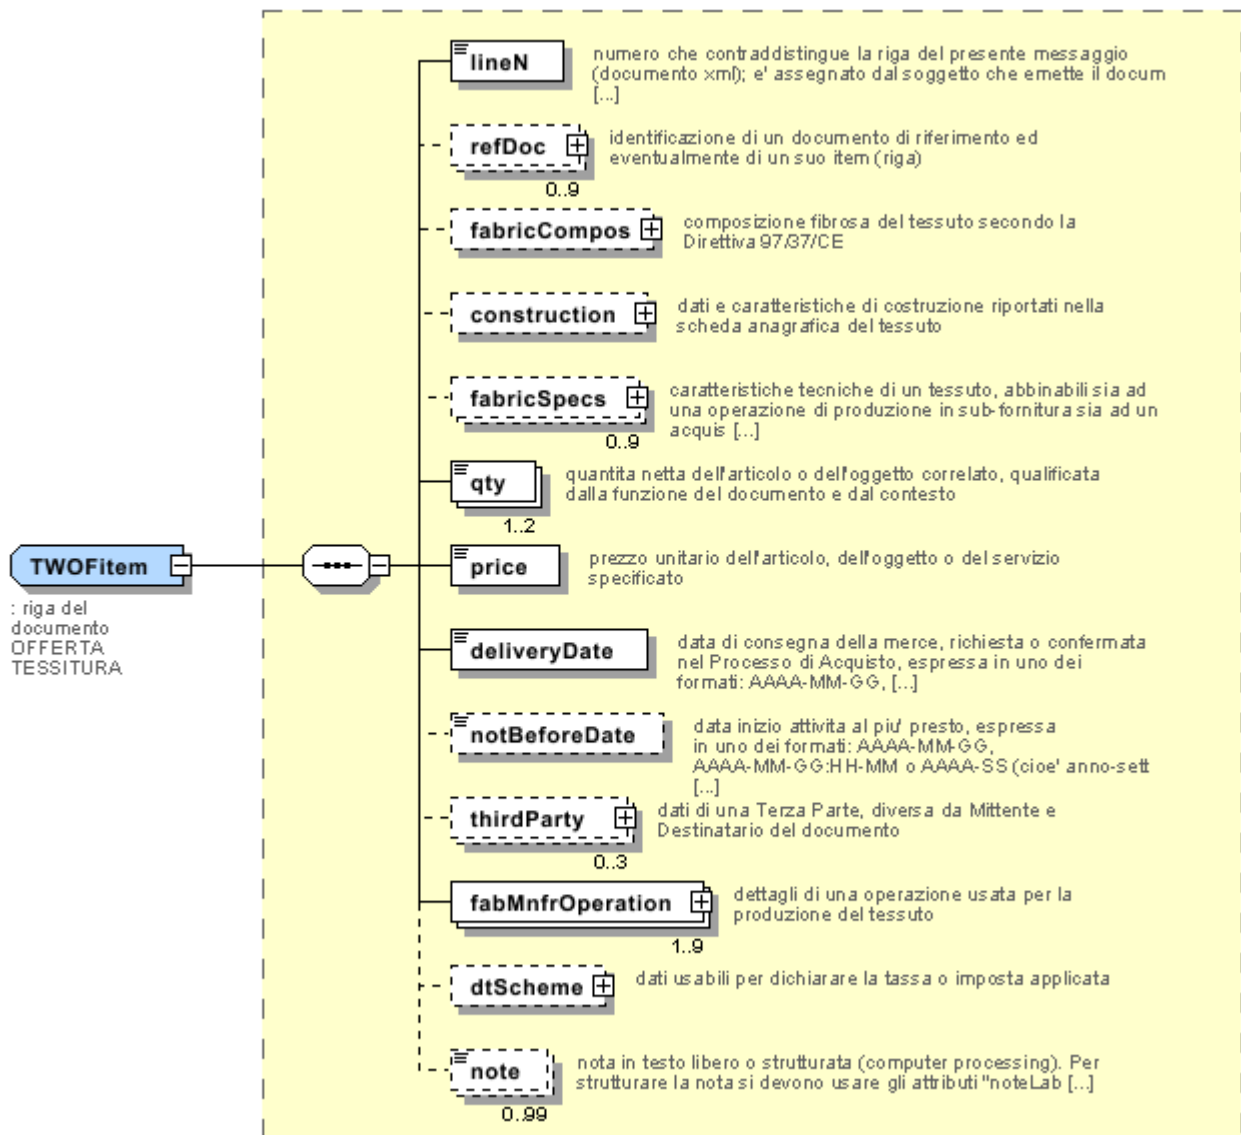 lineN
numero che contraddistingue la riga del presente messaggio
(documento xml); e' assegnato dal soggetto che emette il docum
[...]
refDoc
identificazione di un documento di riferimento ed
eventualmente di un suo item (riga)
0..9
fabricCompos
composizione fibrosa del tessuto secondo la
Direttiva 97/37/CE
construction
dati e caratteristiche di costruzione riportati nella
scheda anagrafica del tessuto
fabricSpecs
caratteristiche tecniche di un tessuto, abbinabili sia ad
una operazione di produzione in sub-fornitura sia ad un
acquis [...]
0..9
qty
quantita netta dell'articolo o dell'oggetto correlato, qualificata
dalla funzione del documento e dal contesto
1..2
TWOFitem
: riga del
documento
OFFERTA
TESSITURA
price
prezzo unitario dell'articolo, dell'oggetto o del servizio
specificato
deliveryDate
data di consegna della merce, richiesta o confermata
nel Processo di Acquisto, espressa in uno dei
formati: AAAA-MM-GG, [...]
notBeforeDate
data inizio attivita al piu' presto, espressa
in uno dei formati: AAAA-MM-GG,
AAAA-MM-GG:HH-MM o AAAA-SS (cioe' anno-sett
[...]
thirdParty
dati di una Terza Parte, diversa da Mittente e
Destinatario del documento
0..3
fabMnfrOperation
dettagli di una operazione usata per la
produzione del tessuto
1..9
dtScheme
dati usabili per dichiarare la tassa o imposta applicata
note
nota in testo libero o strutturata (computer processing). Per
strutturare la nota si devono usare gli attributi "noteLab [...]
0..99